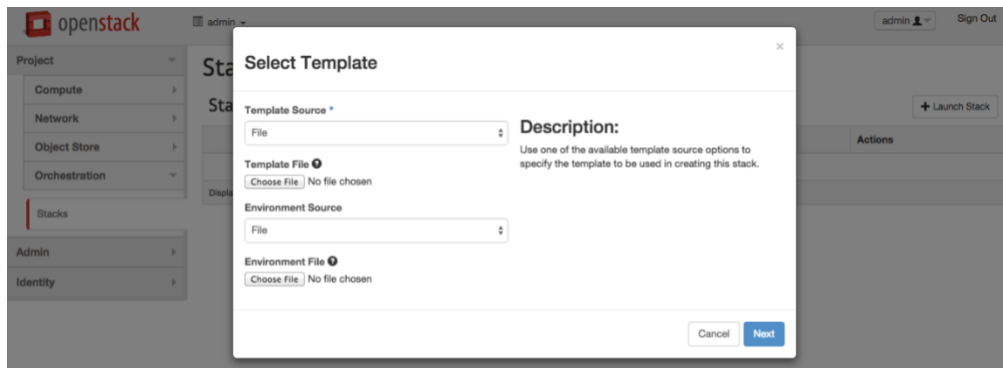 openstack
admin
admin
Sign Out
Project
Compute
Network
Object Store
Orchestration
Stacks
Admin
Identity
Sta
Sta
+ Launch Stack
Actions
Displa
Select Template
×
Template Source *
File
Template File
Choose File No file chosen
Environment Source
File
Environment File
Choose File No file chosen
Description:
Use one of the available template source options to
specify the template to be used in creating this stack.
Cancel
Next